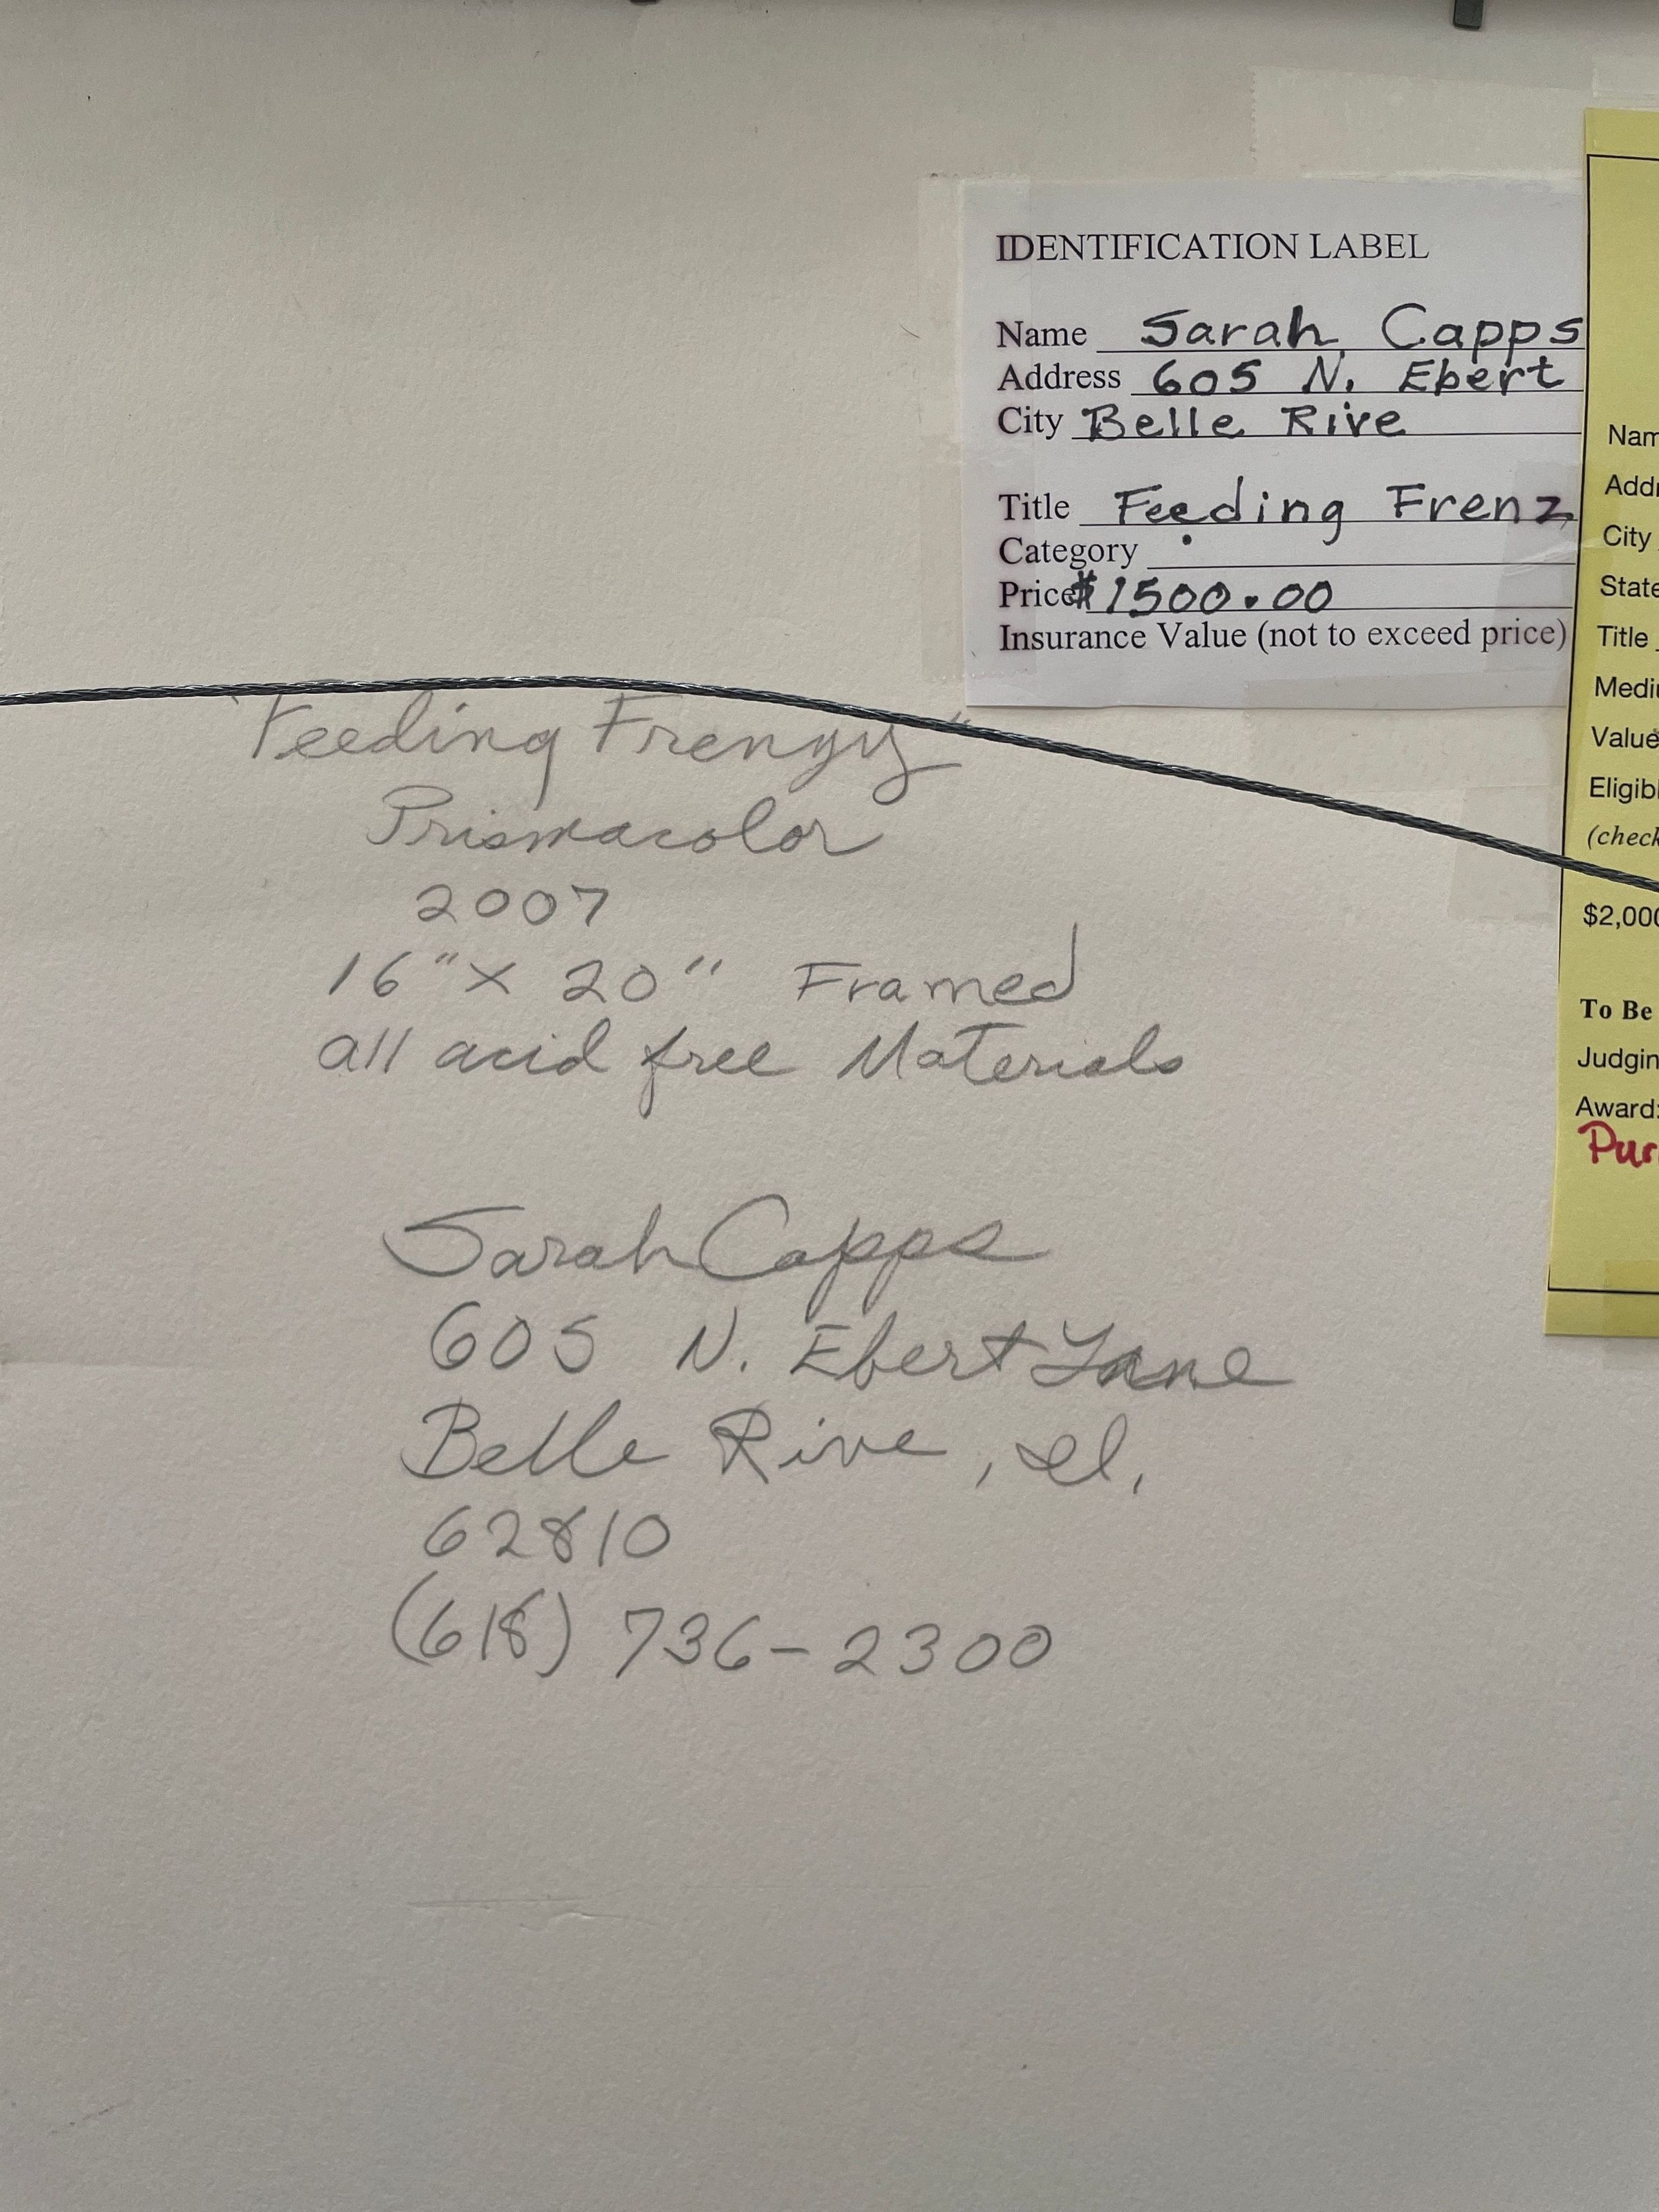 IDENTIFICATION LABEL
Name Sarah Capps
Address 605 N. Ebert
City Belle Rive
Title Feeding Frenz
Category
Price $1500.00
Insurance Value (not to exceed price)
"Feeding Frenzy"
Prismacolor
2007
16" X 20" Framed
all acid free Materials
Sarah Capps
605 N. Ebert Lane
Belle Rive, Il.
62810
(618) 736-2300
Nam
Addr
City
State
Title
Mediu
Value
Eligibl
(check
$2,000
To Be
Judgin
Award:
Pur